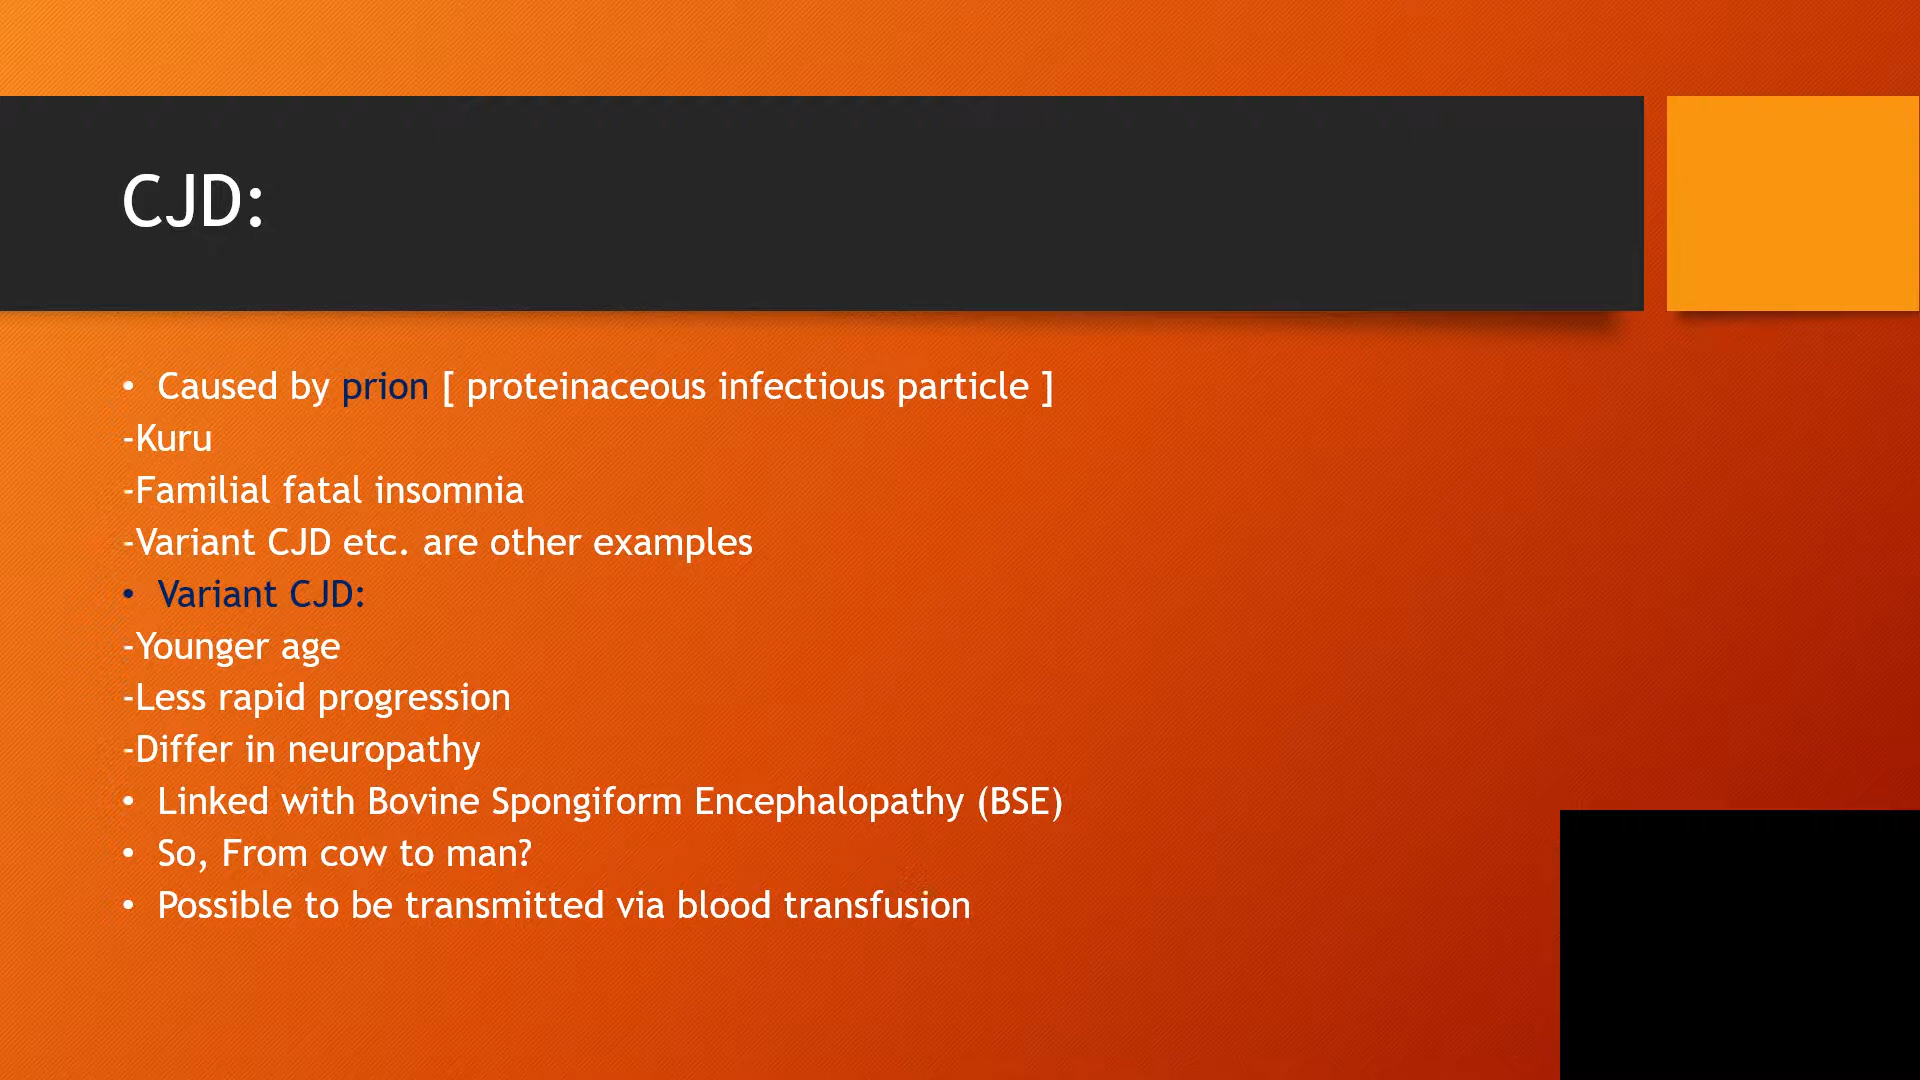 CJD:
• Caused by prion [ proteinaceous infectious particle ]
-Kuru
-Familial fatal insomnia
-Variant CJD etc. are other examples
• Variant CJD:
-Younger age
-Less rapid progression
-Differ in neuropathy
• Linked with Bovine Spongiform Encephalopathy (BSE)
• So, From cow to man?
• Possible to be transmitted via blood transfusion